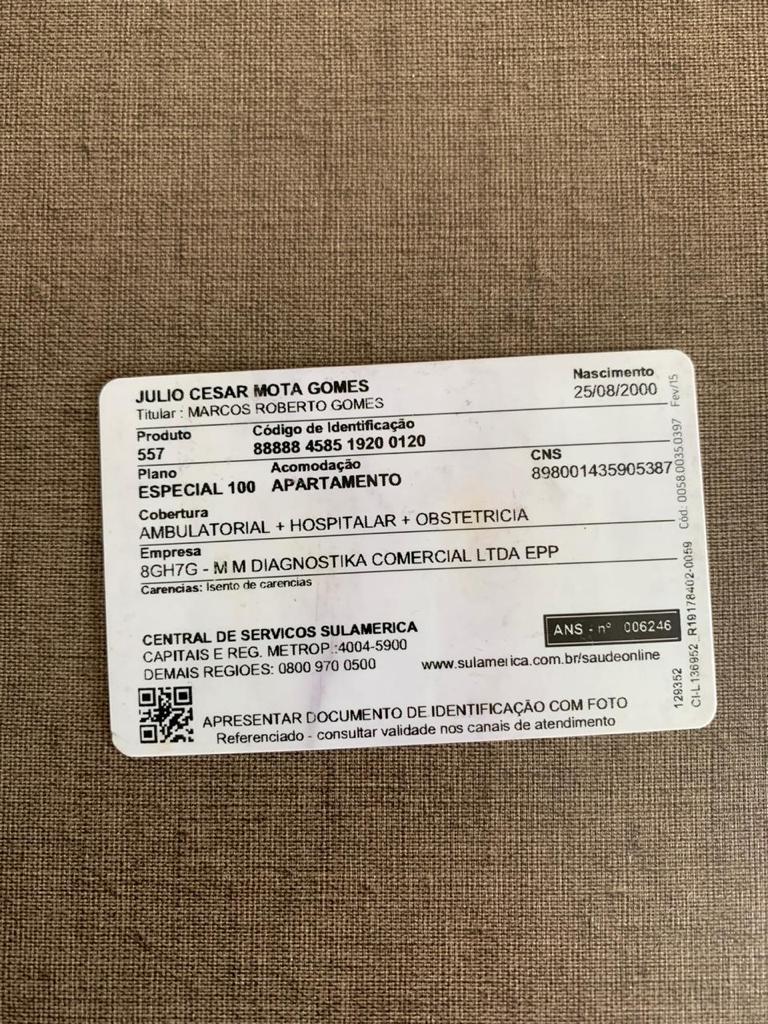 JULIO CESAR MOTA GOMES
Titular : MARCOS ROBERTO GOMES
Nascimento
25/08/2000
Produto
557
Código de Identificação
88888 4585 1920 0120
Plano
ESPECIAL 100
Acomodação
APARTAMENTO
CNS
898001435905387
Cobertura
AMBULATORIAL + HOSPITALAR + OBSTETRICIA
Empresa
8GH7G - M M DIAGNOSTIKA COMERCIAL LTDA EPP
Carencias: Isento de carencias
CENTRAL DE SERVICOS SULAMERICA
CAPITAIS E REG. METROP.:4004-5900
DEMAIS REGIOES: 0800 970 0500
ANS - nº 006246
www.sulamerica.com.br/saudeonline
APRESENTAR DOCUMENTO DE IDENTIFICAÇÃO COM FOTO
Referenciado - consultar validade nos canais de atendimento
Cód: 0058.0035.0397 Fev/15
129352
CI-L136952_R19178402-0059